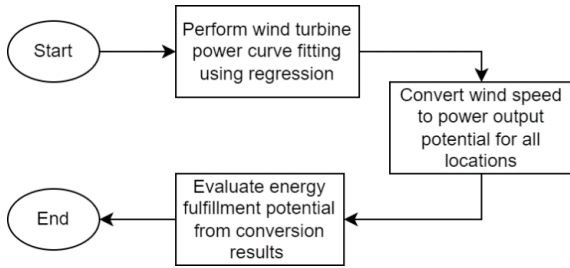 Start
Perform wind turbine
power curve fitting
using regression
Convert wind speed
to power output
potential for all
locations
Evaluate energy
fulfillment potential
from conversion
results
End